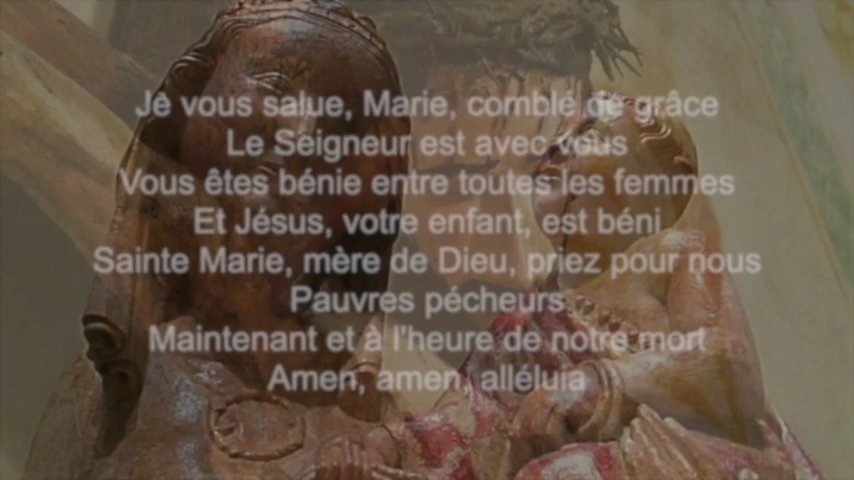 Je vous salue, Marie, comblé de grâce
Le Seigneur est avec vous
Vous êtes bénie entre toutes les femmes
Et Jésus, votre enfant, est béni
Sainte Marie, mère de Dieu, priez pour nous
Pauvres pécheurs
Maintenant et à l'heure de notre mort
Amen, amen, alléluia